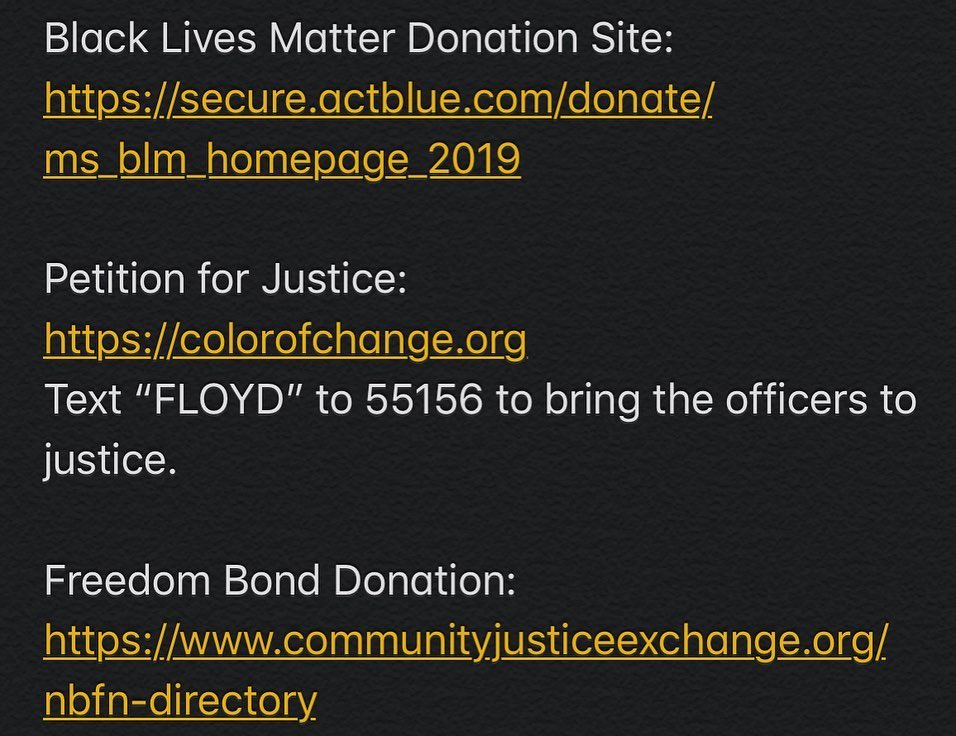 Black Lives Matter Donation Site:
https://secure.actblue.com/donate/
ms_blm_homepage_2019
Petition for Justice:
https://colorofchange.org
Text “FLOYD” to 55156 to bring the officers to
justice.
Freedom Bond Donation:
https://www.communityjusticeexchange.org/
nbfn-directory